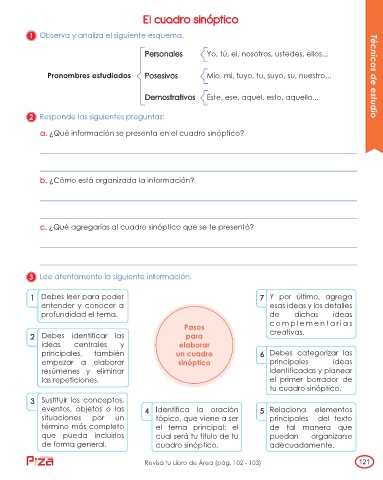 El cuadro sinóptico
1 Observa y analiza el siguiente esquema.
Personales
Yo, tú, el, nosotros, ustedes, ellos...
Pronombres estudiados
Posesivos
Mío, mi, tuyo, tu, suyo, su, nuestro...
Demostrativos
Este, ese, aquel, esto, aquello...
Técnicas de estudio
2 Responde las siguientes preguntas:
a. ¿Qué información se presenta en el cuadro sinóptico?
b. ¿Cómo está organizada la información?
c. ¿Qué agregarías al cuadro sinóptico que se te presentó?
3 Lee atentamente la siguiente información.
1 Debes leer para poder
entender y conocer a
profundidad el tema.
2 Debes identificar las
ideas centrales y
principales, también
empezar a elaborar
resúmenes y eliminar
las repeticiones.
3 Sustituir los conceptos,
eventos, objetos o las
situaciones por un
término más completo
que pueda incluirlos
de forma general.
Pasos
para
elaborar
un cuadro
sinóptico
4 Identifica la oración
tópico, que viene a ser
el tema principal; el
cual será tu título de tu
cuadro sinóptico.
7 Y por último, agrega
esas ideas y los detalles
de dichas ideas
complementarias
creativas.
6 Debes categorizar las
principales ideas
identificadas y planear
el primer borrador de
tu cuadro sinóptico.
5 Relaciona elementos
principales del texto
de tal manera que
puedan organizarse
adecuadamente.
Piza
Revisa tu Libro de Área (pág. 102 - 103)
121